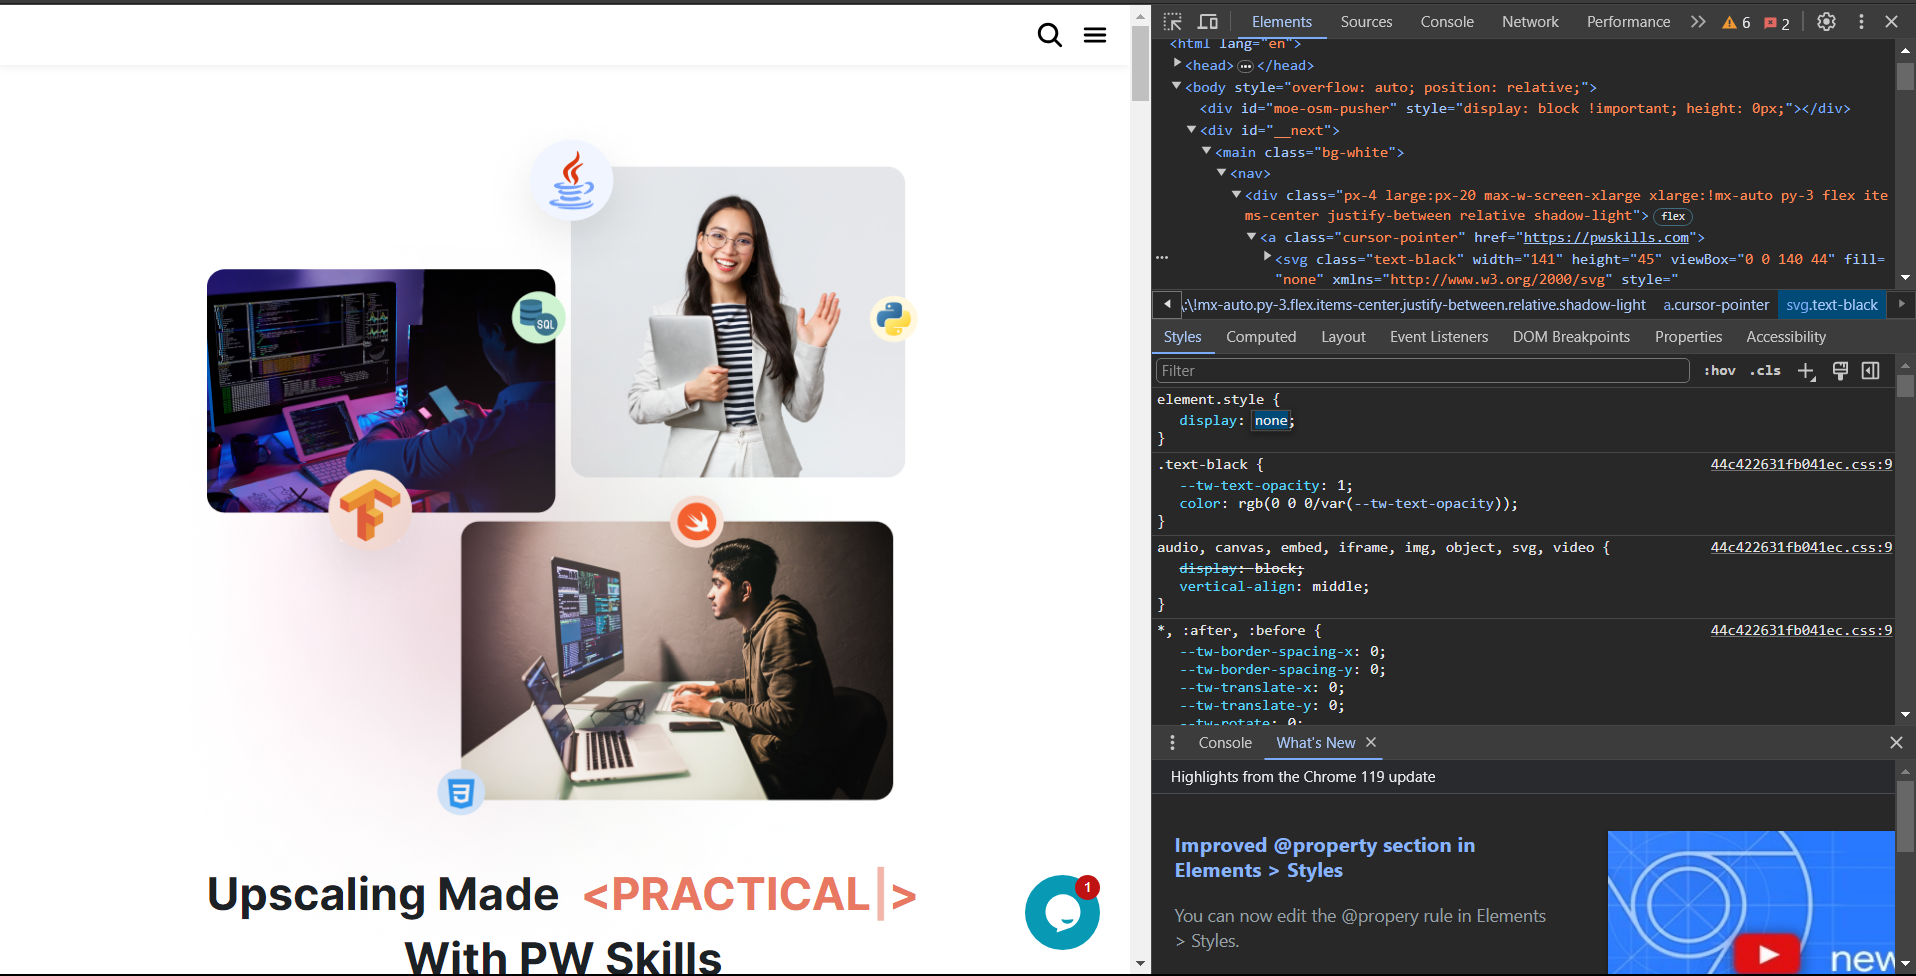 SQL
Upscaling Made <PRACTICAL|>
With PW Skills
1
Elements Sources Console Network Performance 6 2
<html lang="en">
<head> ••• </head>
<body style="overflow: auto; position: relative;">
<div id="moe-osm-pusher" style="display: block !important; height: 0px;"></div>
<div id="__next">
<main class="bg-white">
<nav>
<div class="px-4 large:px-20 max-w-screen-xlarge xlarge:!mx-auto py-3 flex ite
ms-center justify-between relative shadow-light"> flex
<a class="cursor-pointer" href="https://pwskills.com">
<svg class="text-black" width="141" height="45" viewBox="0 0 140 44" fill=
"none" xmlns="http://www.w3.org/2000/svg" style="
:\!mx-auto.py-3.flex.items-center.justify-between.relative.shadow-light a.cursor-pointer svg.text-black
Styles Computed Layout Event Listeners DOM Breakpoints Properties Accessibility
Filter :hov .cls
element.style {
display: none;
}
.text-black { 44c422631fb041ec.css:9
--tw-text-opacity: 1;
color: rgb(0 0 0/var(--tw-text-opacity));
}
audio, canvas, embed, iframe, img, object, svg, video { 44c422631fb041ec.css:9
display: block;
vertical-align: middle;
}
*, :after, :before { 44c422631fb041ec.css:9
--tw-border-spacing-x: 0;
--tw-border-spacing-y: 0;
--tw-translate-x: 0;
--tw-translate-y: 0;
--tw-rotate: 0;
Console What's New
Highlights from the Chrome 119 update
Improved @property section in
Elements > Styles
You can now edit the @propery rule in Elements
> Styles.
new